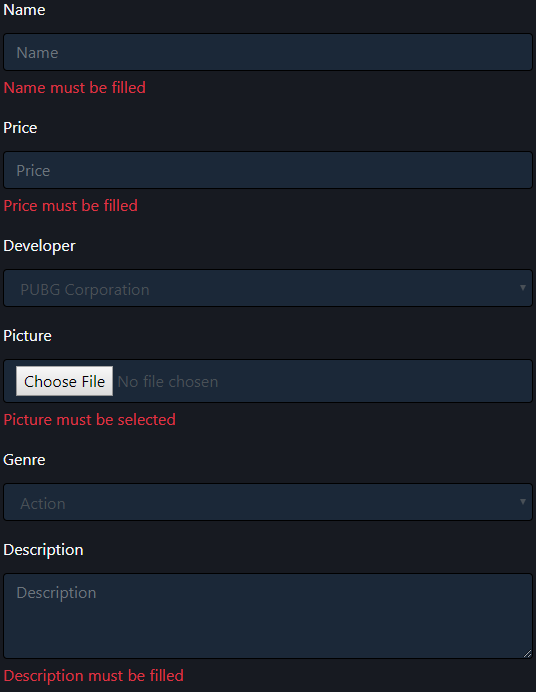 Name
Name
Name must be filled
Price
Price
Price must be filled
Developer
PUBG Corporation
Picture
Choose File No file chosen
Picture must be selected
Genre
Action
Description
Description
Description must be filled